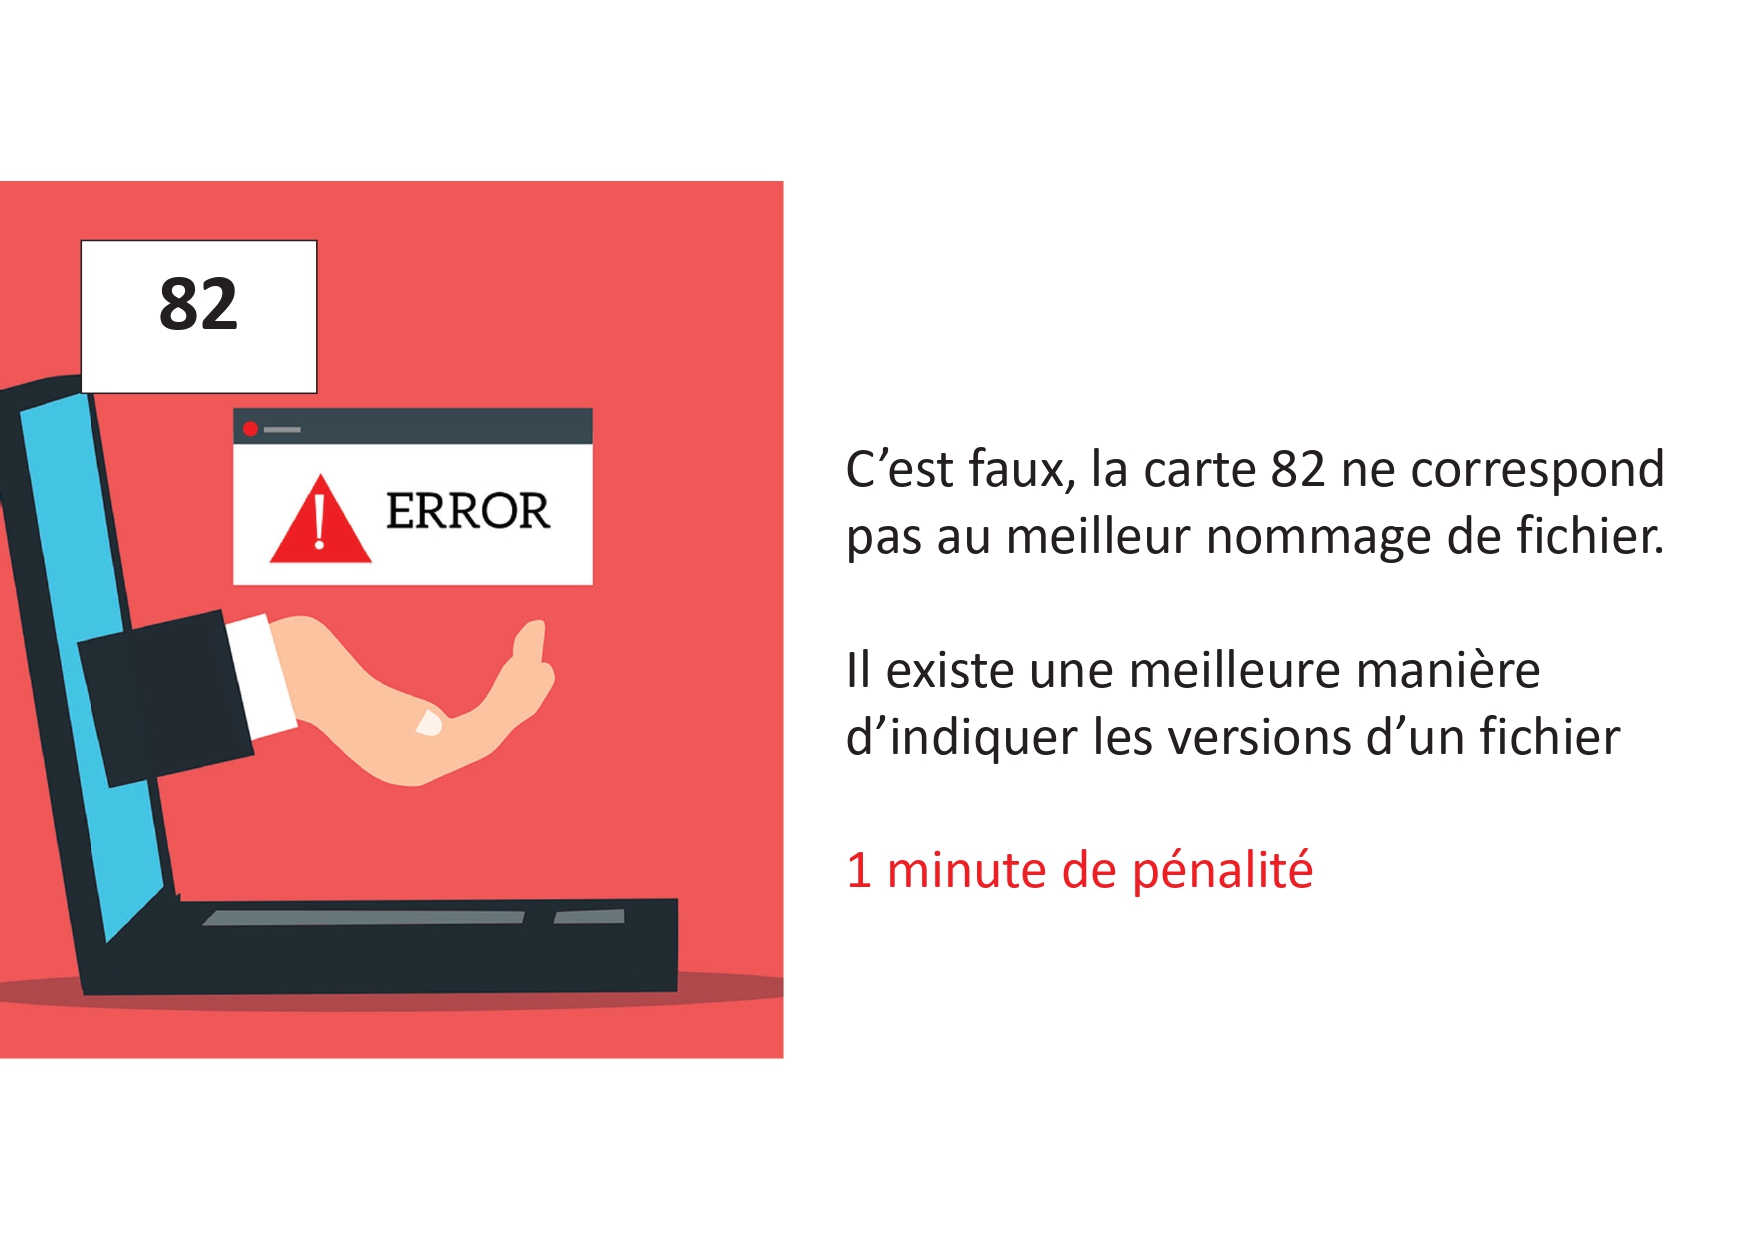 82
ERROR
C’est faux, la carte 82 ne correspond
pas au meilleur nommage de fichier.
Il existe une meilleure manière
d’indiquer les versions d’un fichier
1 minute de pénalité